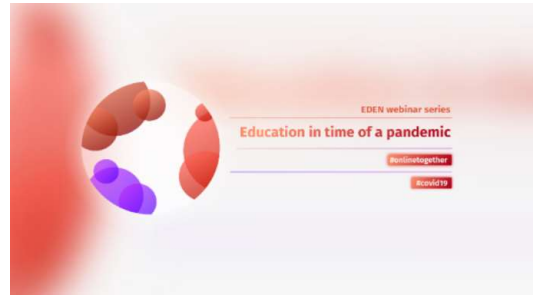 EDEN webinar series
Education in time of a pandemic
#onlinetogether
#covid19